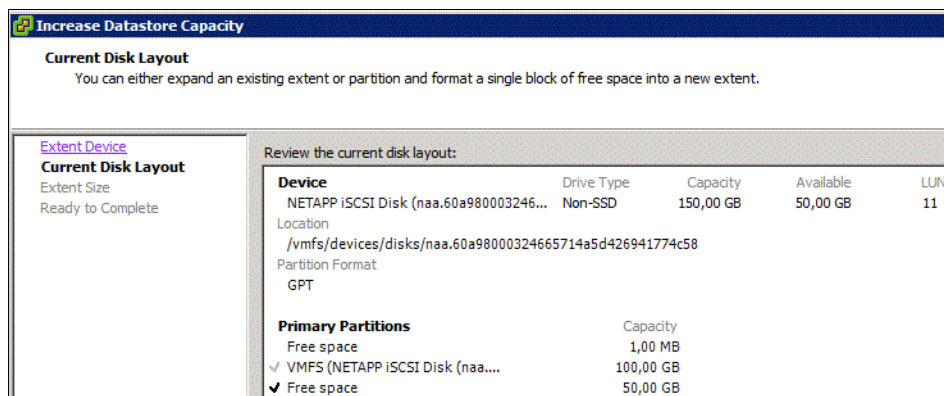 Increase Datastore Capacity
Current Disk Layout
You can either expand an existing extent or partition and format a single block of free space into a new extent.
Extent Device
Current Disk Layout
Extent Size
Ready to Complete
Review the current disk layout:
Device Drive Type Capacity Available LUN
NETAPP iSCSI Disk (naa.60a980003246... Non-SSD 150,00 GB 50,00 GB 11
Location
/vmfs/devices/disks/naa.60a98000324665714a5d426941774c58
Partition Format
GPT
Primary Partitions Capacity
Free space 1,00 MB
VMFS (NETAPP iSCSI Disk (naa.... 100,00 GB
Free space 50,00 GB